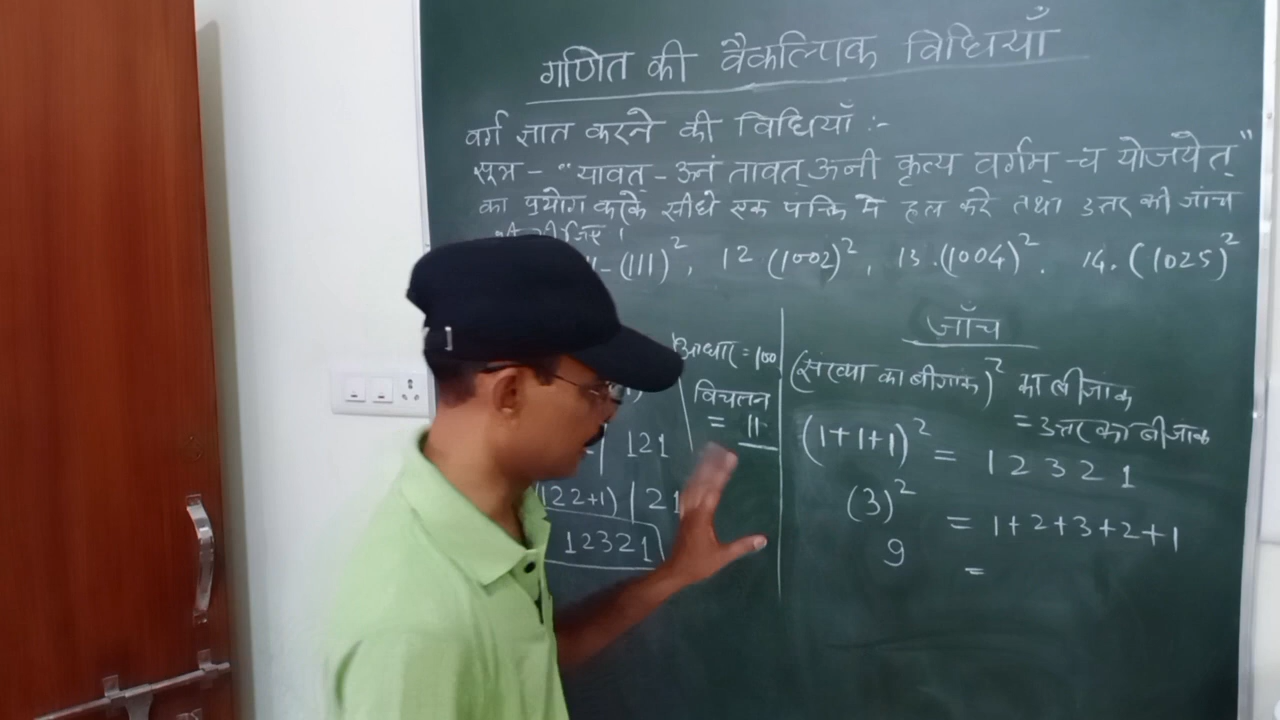 गणित की वैकल्पिक विधियाँ
वर्ग ज्ञात करने की विधियाँ :-
सूत्र - "यावत् - ऊनं तावत् ऊनी कृत्य वर्गम् च योजयेत्"
का प्रयोग करके सीधे एक पंक्ति में हल करे तथा उत्तर की जांच
11- (111)², 12 (1002)², 13. (1004)². 14. (1025)²
आधार = 100
विचलन
= 11
121
(122+1) | 21
12321
जाँच
(संख्या का बीजांक)² का बीजांक
= उत्तर का बीजांक
(1+1+1)² = 12321
(3)² = 1+2+3+2+1
9 =